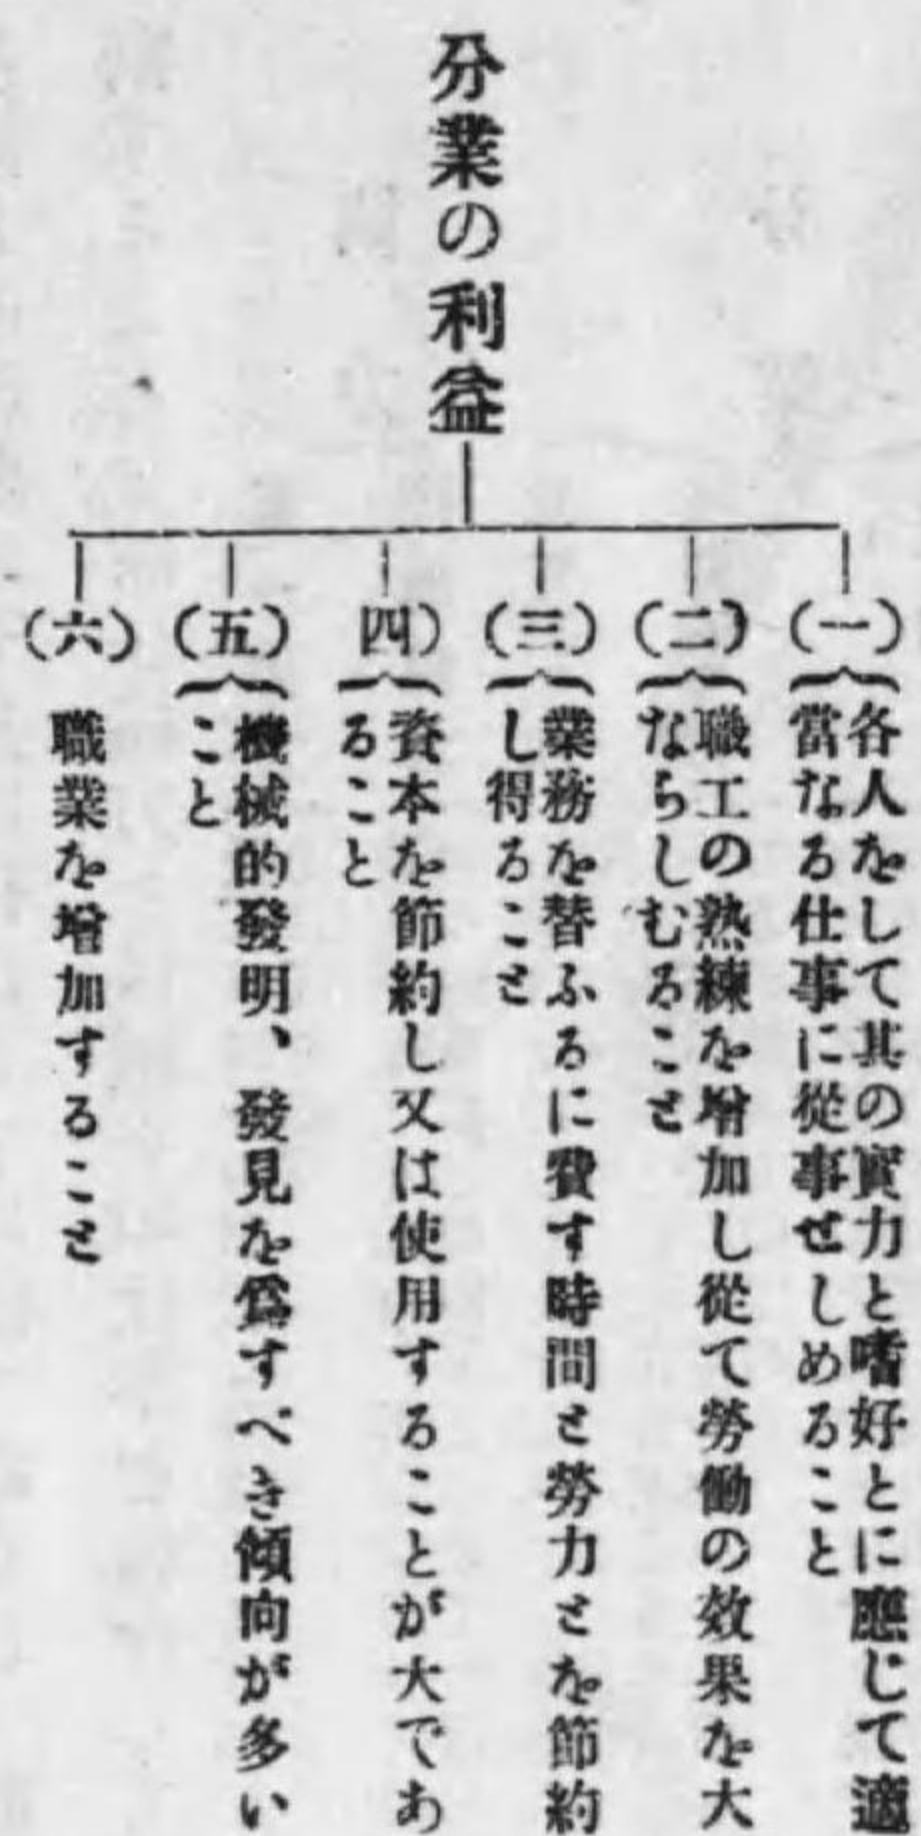 分業の利益
(一)
各人をして其の實力と嗜好とに應じて適
當なる仕事に從事せしめること
(二)
職工の熟練を增加し從て勞働の效果を大
ならしむること
(三)
業務を替ふるに費す時間と勞力とを節約
し得ること
四)
資本を節約し又は使用することが大であ
ること
(五)
機械的發明、發見を爲すべき傾向が多い
こと
(六)
職業を增加すること